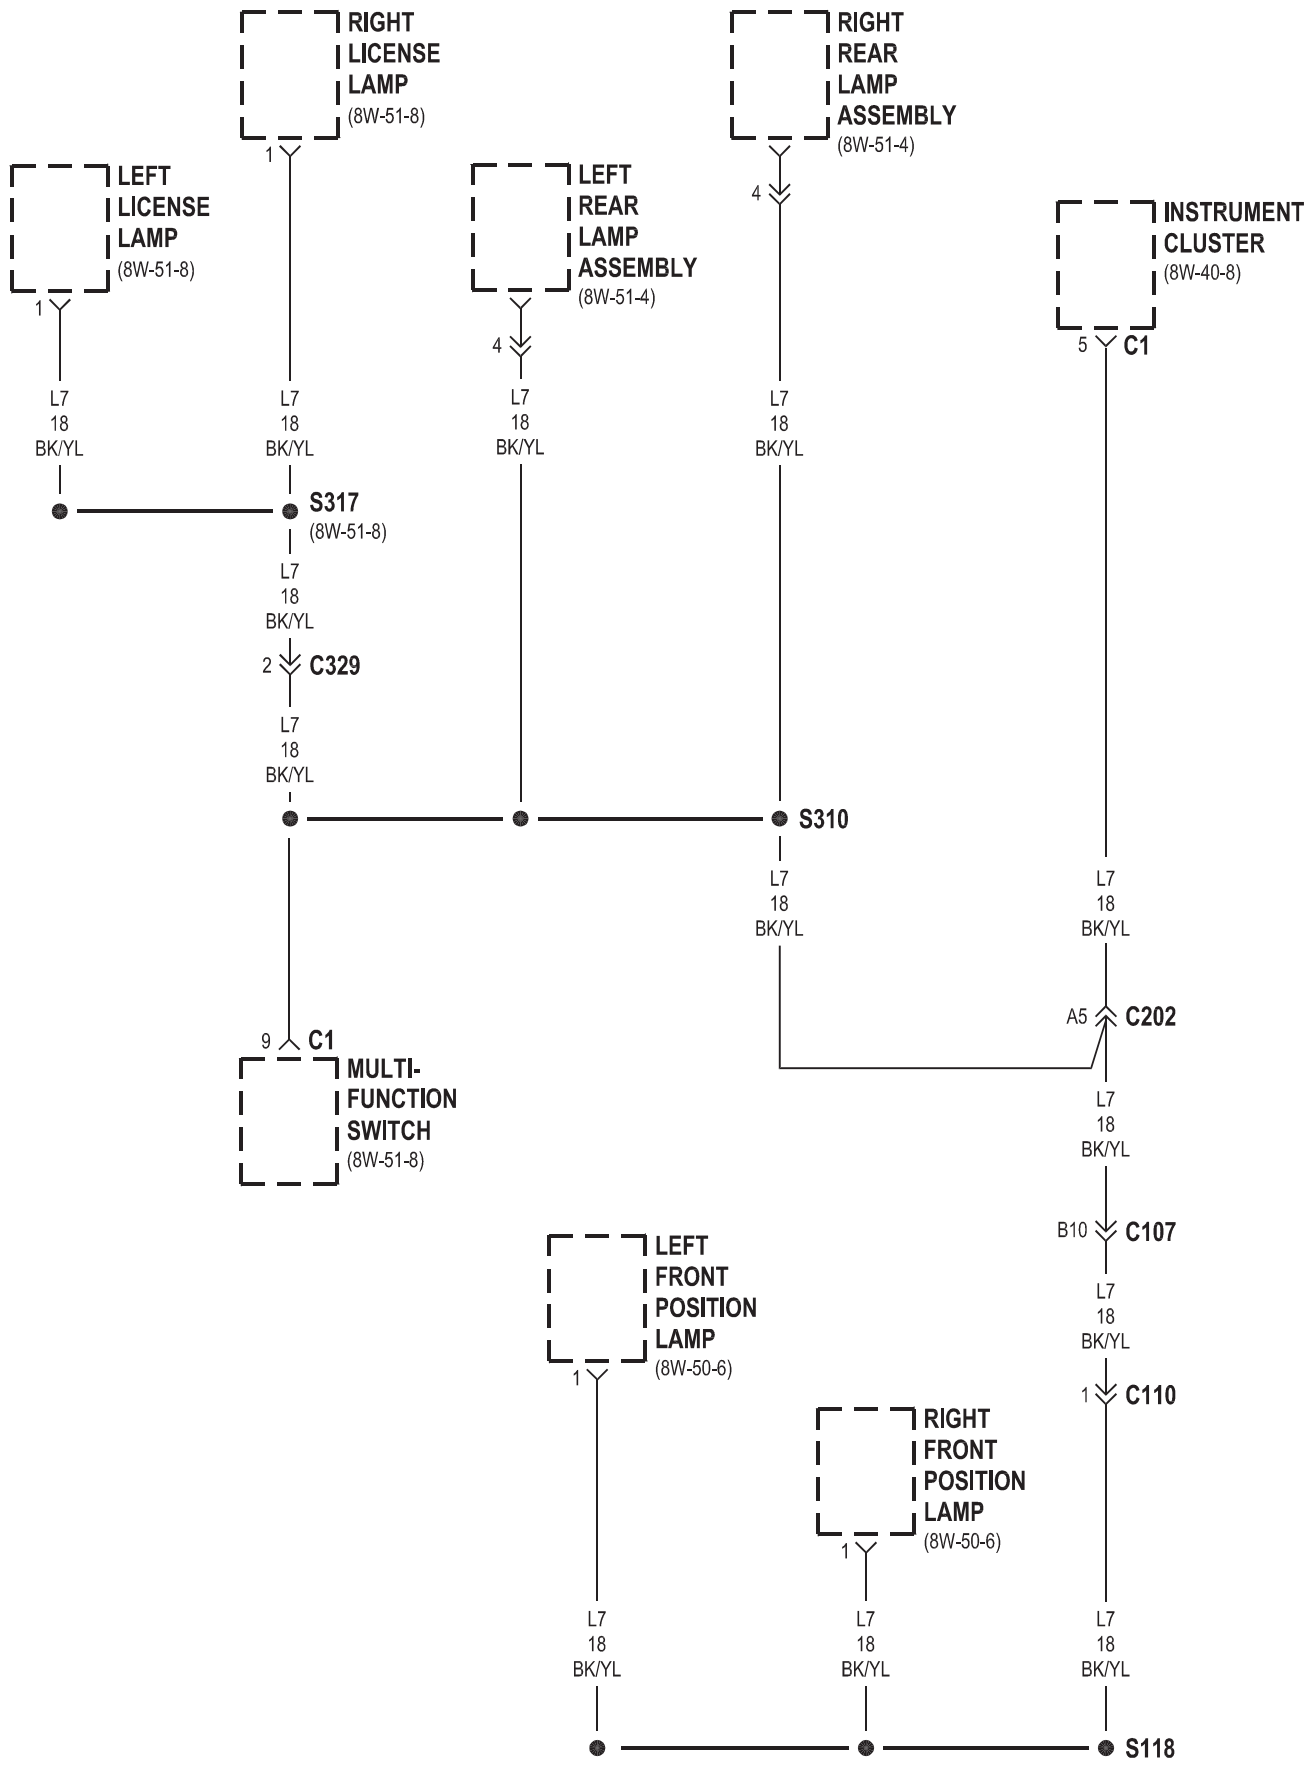 RIGHT
LICENSE
LAMP
(8W-51-8)
1
RIGHT
REAR
LAMP
ASSEMBLY
(8W-51-4)
4
LEFT
LICENSE
LAMP
(8W-51-8)
1
LEFT
REAR
LAMP
ASSEMBLY
(8W-51-4)
4
INSTRUMENT
CLUSTER
(8W-40-8)
5 C1
L7
18
BK/YL
L7
18
BK/YL
L7
18
BK/YL
L7
18
BK/YL
S317
(8W-51-8)
L7
18
BK/YL
2 C329
L7
18
BK/YL
S310
L7
18
BK/YL
L7
18
BK/YL
A5 C202
9 C1
MULTI-
FUNCTION
SWITCH
(8W-51-8)
L7
18
BK/YL
B10 C107
L7
18
BK/YL
1 C110
LEFT
FRONT
POSITION
LAMP
(8W-50-6)
1
RIGHT
FRONT
POSITION
LAMP
(8W-50-6)
1
L7
18
BK/YL
L7
18
BK/YL
L7
18
BK/YL
S118